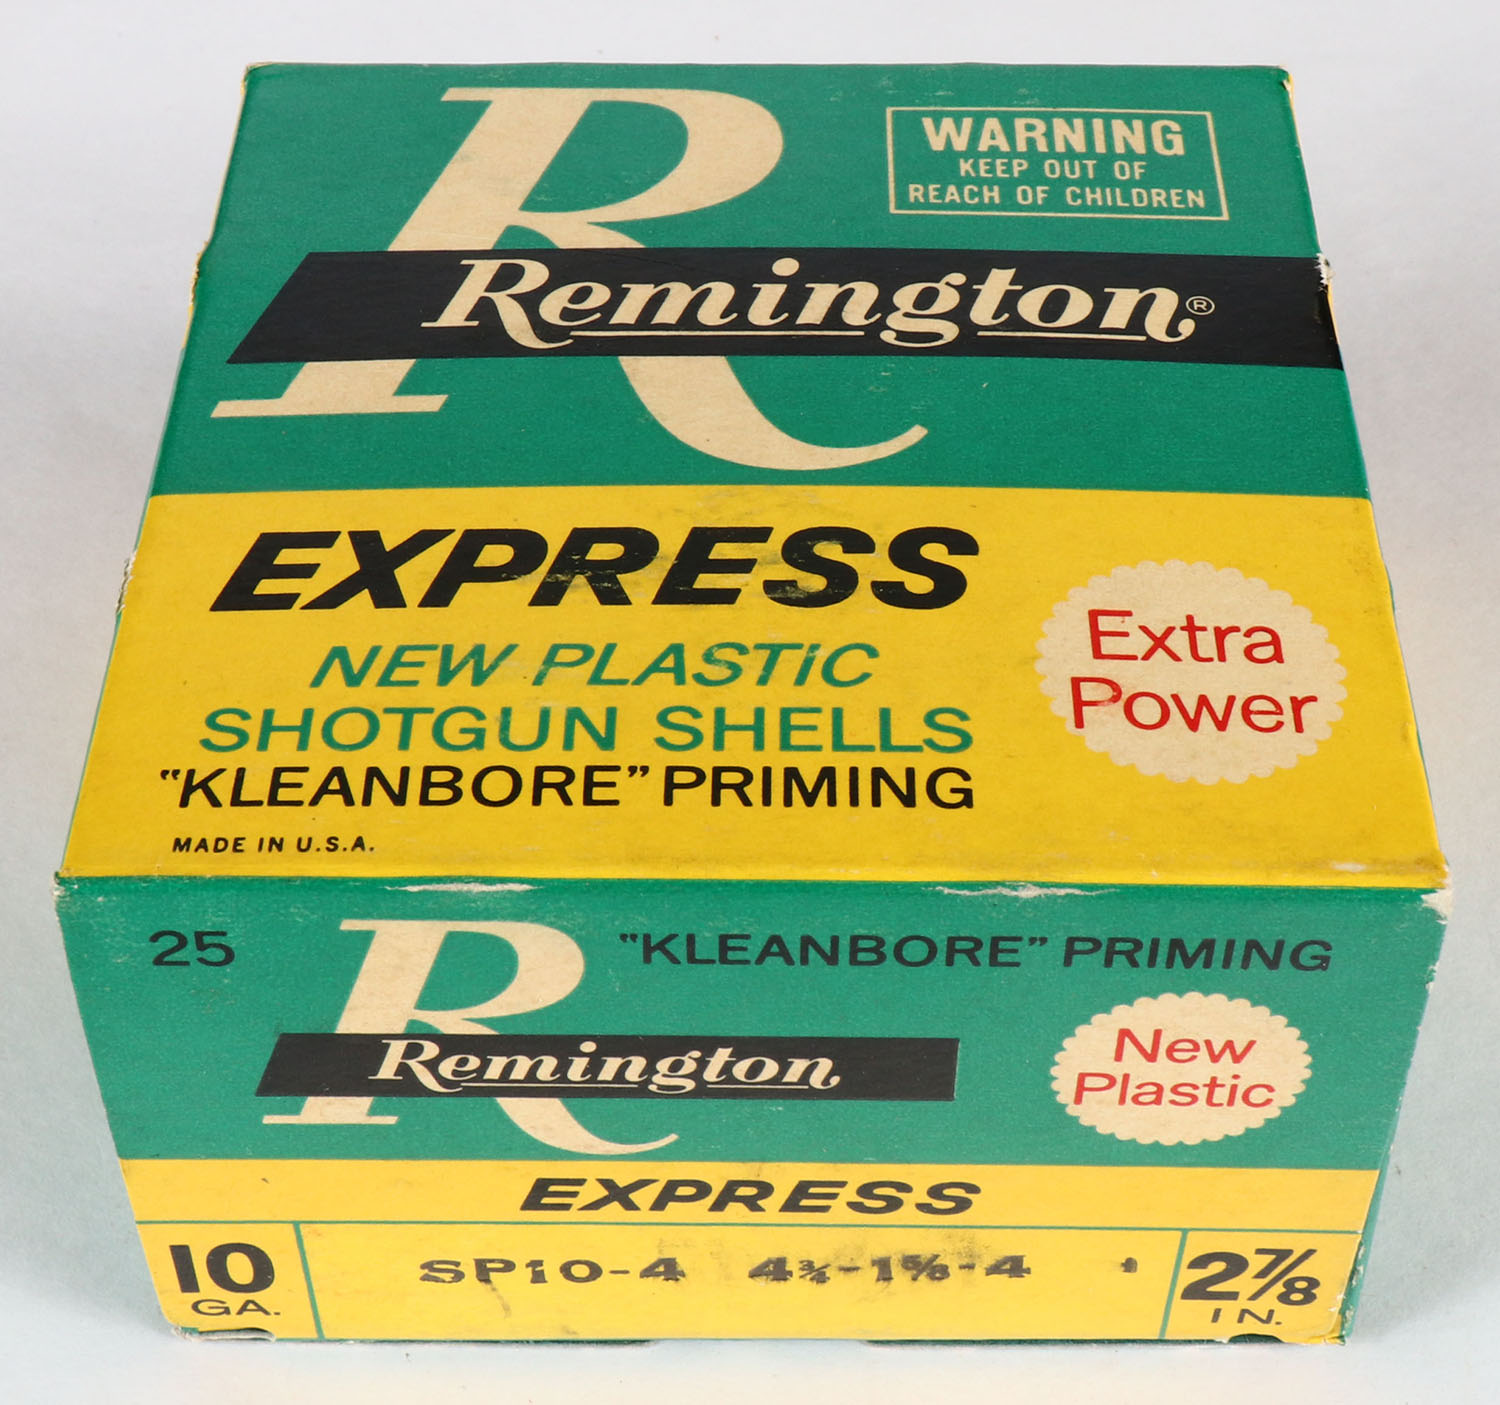 WARNING
KEEP OUT OF
REACH OF CHILDREN
R
Remington®
EXPRESS
NEW PLASTiC
SHOTGUN SHELLS
"KLEANBORE" PRIMING
MADE IN U.S.A.
Extra
Power
25
R
"KLEANBORE" PRIMING
Remington
New
Plastic
EXPRESS
10
GA.
SP10-4 4¾-1⅝-4
2⅞
IN.